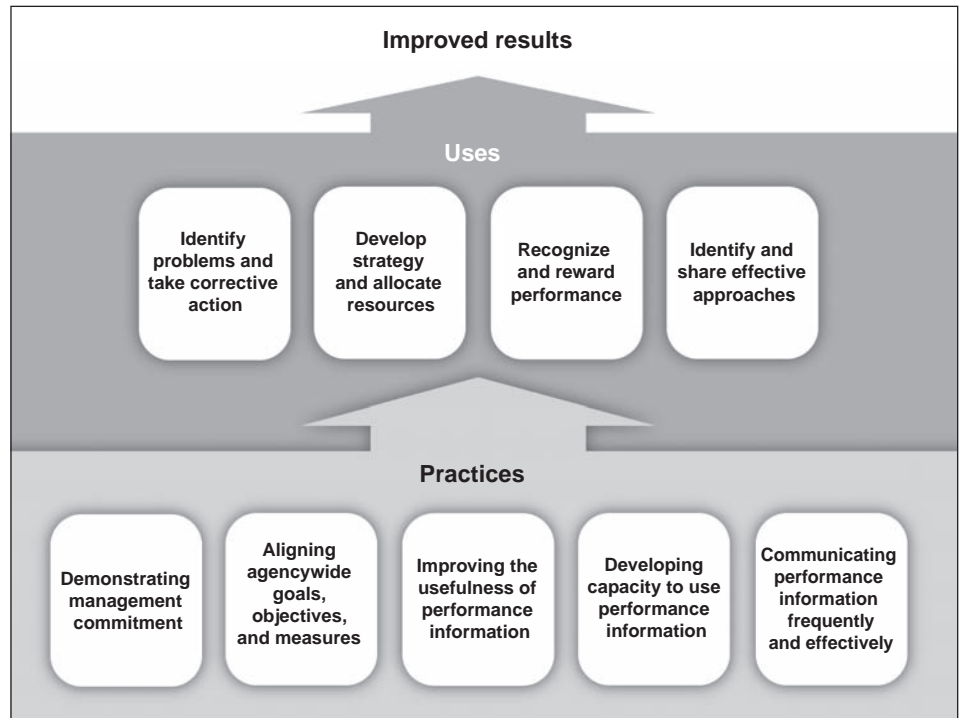 Improved results
Uses
Identify
problems and
take corrective
action
Develop
strategy
and allocate
resources
Recognize
and reward
performance
Identify and
share effective
approaches
Practices
Demonstrating
management
commitment
Aligning
agencywide
goals,
objectives,
and measures
Improving the
usefulness of
performance
information
Developing
capacity to use
performance
information
Communicating
performance
information
frequently
and effectively